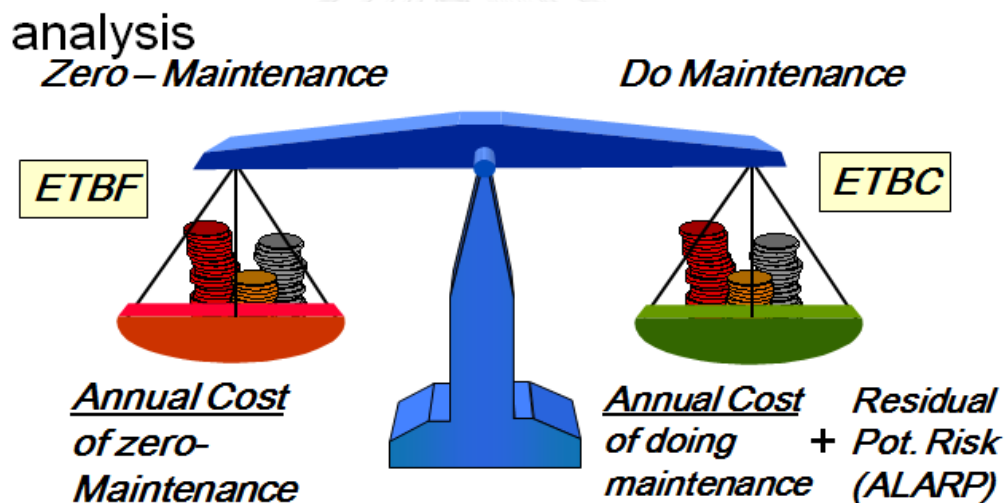 analysis
Zero – Maintenance
Do Maintenance
ETBF
ETBC
Annual Cost
of zero-
Maintenance
Annual Cost
of doing
maintenance
+
Residual
Pot. Risk
(ALARP)